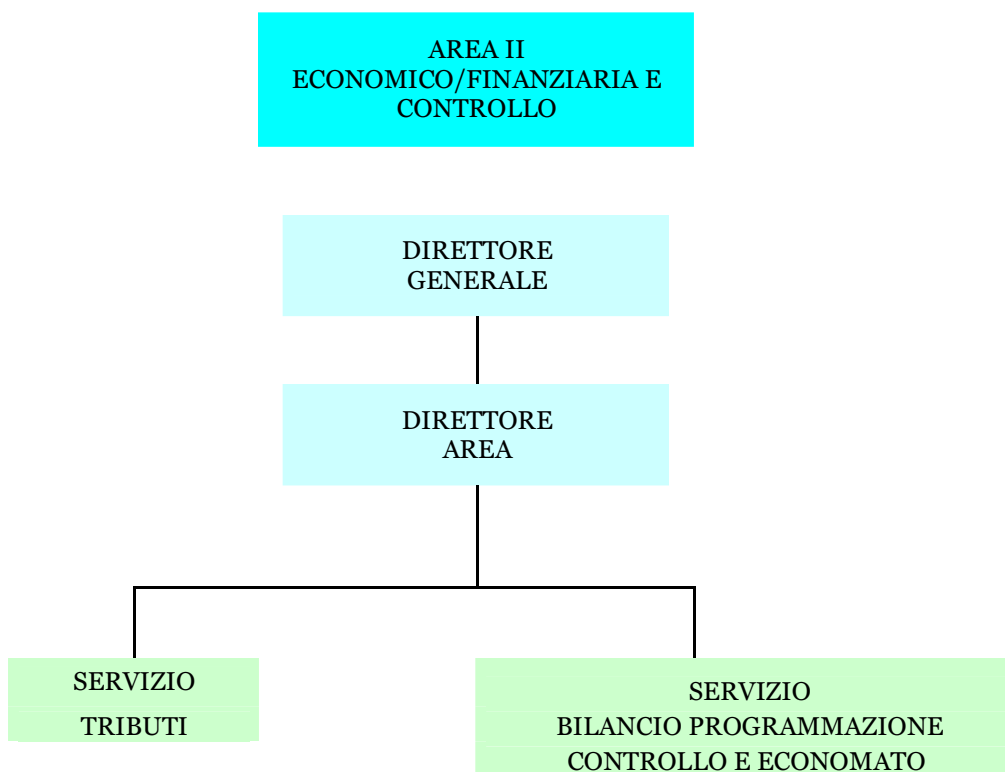 AREA II
ECONOMICO/FINANZIARIA E
CONTROLLO
DIRETTORE
GENERALE
DIRETTORE
AREA
SERVIZIO
TRIBUTI
SERVIZIO
BILANCIO PROGRAMMAZIONE
CONTROLLO E ECONOMATO